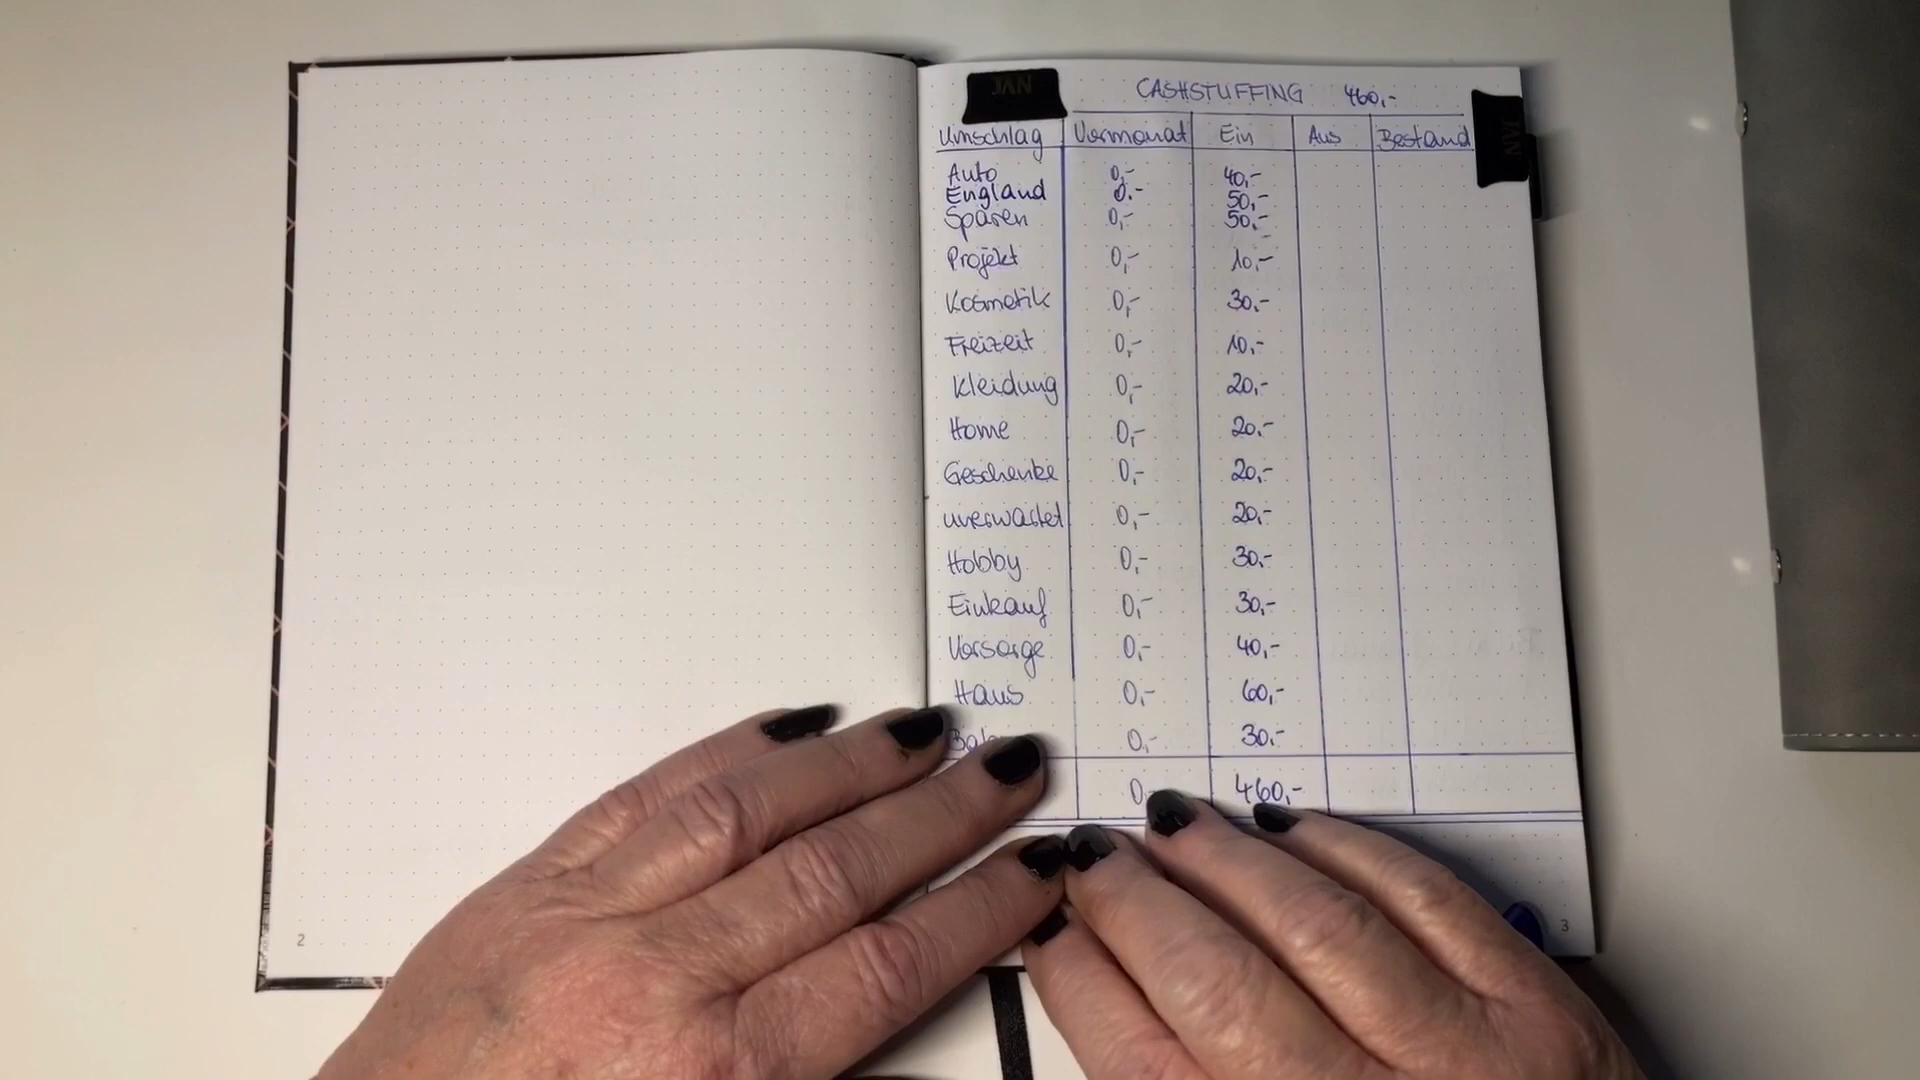 JAN
CASHSTUFFING 460,-
JAN
Umschlag Vormonat Ein Aus Bestand
Auto 0,- 40,-
England 0.- 50,-
Sparen 0,- 50,-
Projekt 0,- 10,-
Kosmetik 0,- 30,-
Freizeit 0,- 10,-
Kleidung 0,- 20,-
Home 0,- 20,-
Geschenke 0,- 20,-
unerwartet 0,- 20,-
Hobby 0,- 30,-
Einkauf 0,- 30,-
Vorsorge 0,- 40,-
Haus 0,- 60,-
0,- 30,-
0,- 460,-
2
3